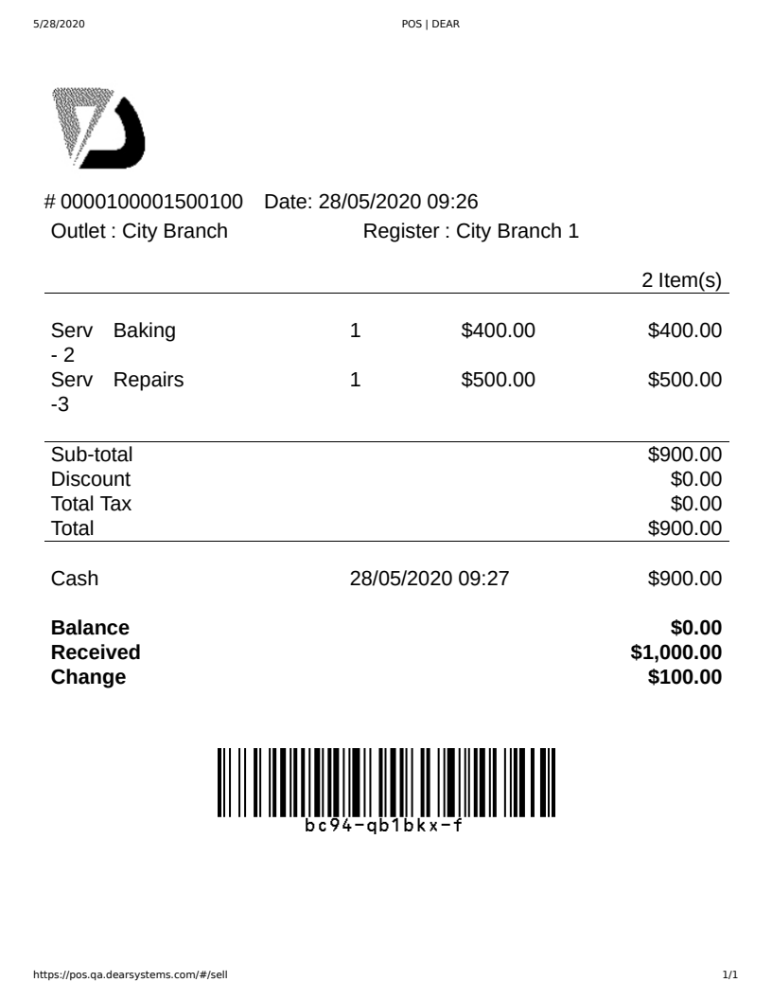 5/28/2020 POS | DEAR
# 0000100001500100 Date: 28/05/2020 09:26
Outlet : City Branch Register : City Branch 1
2 Item(s)
Serv Baking 1 $400.00 $400.00
- 2
Serv Repairs 1 $500.00 $500.00
-3
Sub-total $900.00
Discount $0.00
Total Tax $0.00
Total $900.00
Cash 28/05/2020 09:27 $900.00
Balance $0.00
Received $1,000.00
Change $100.00
bc94-qb1bkx-f
https://pos.qa.dearsystems.com/#/sell 1/1